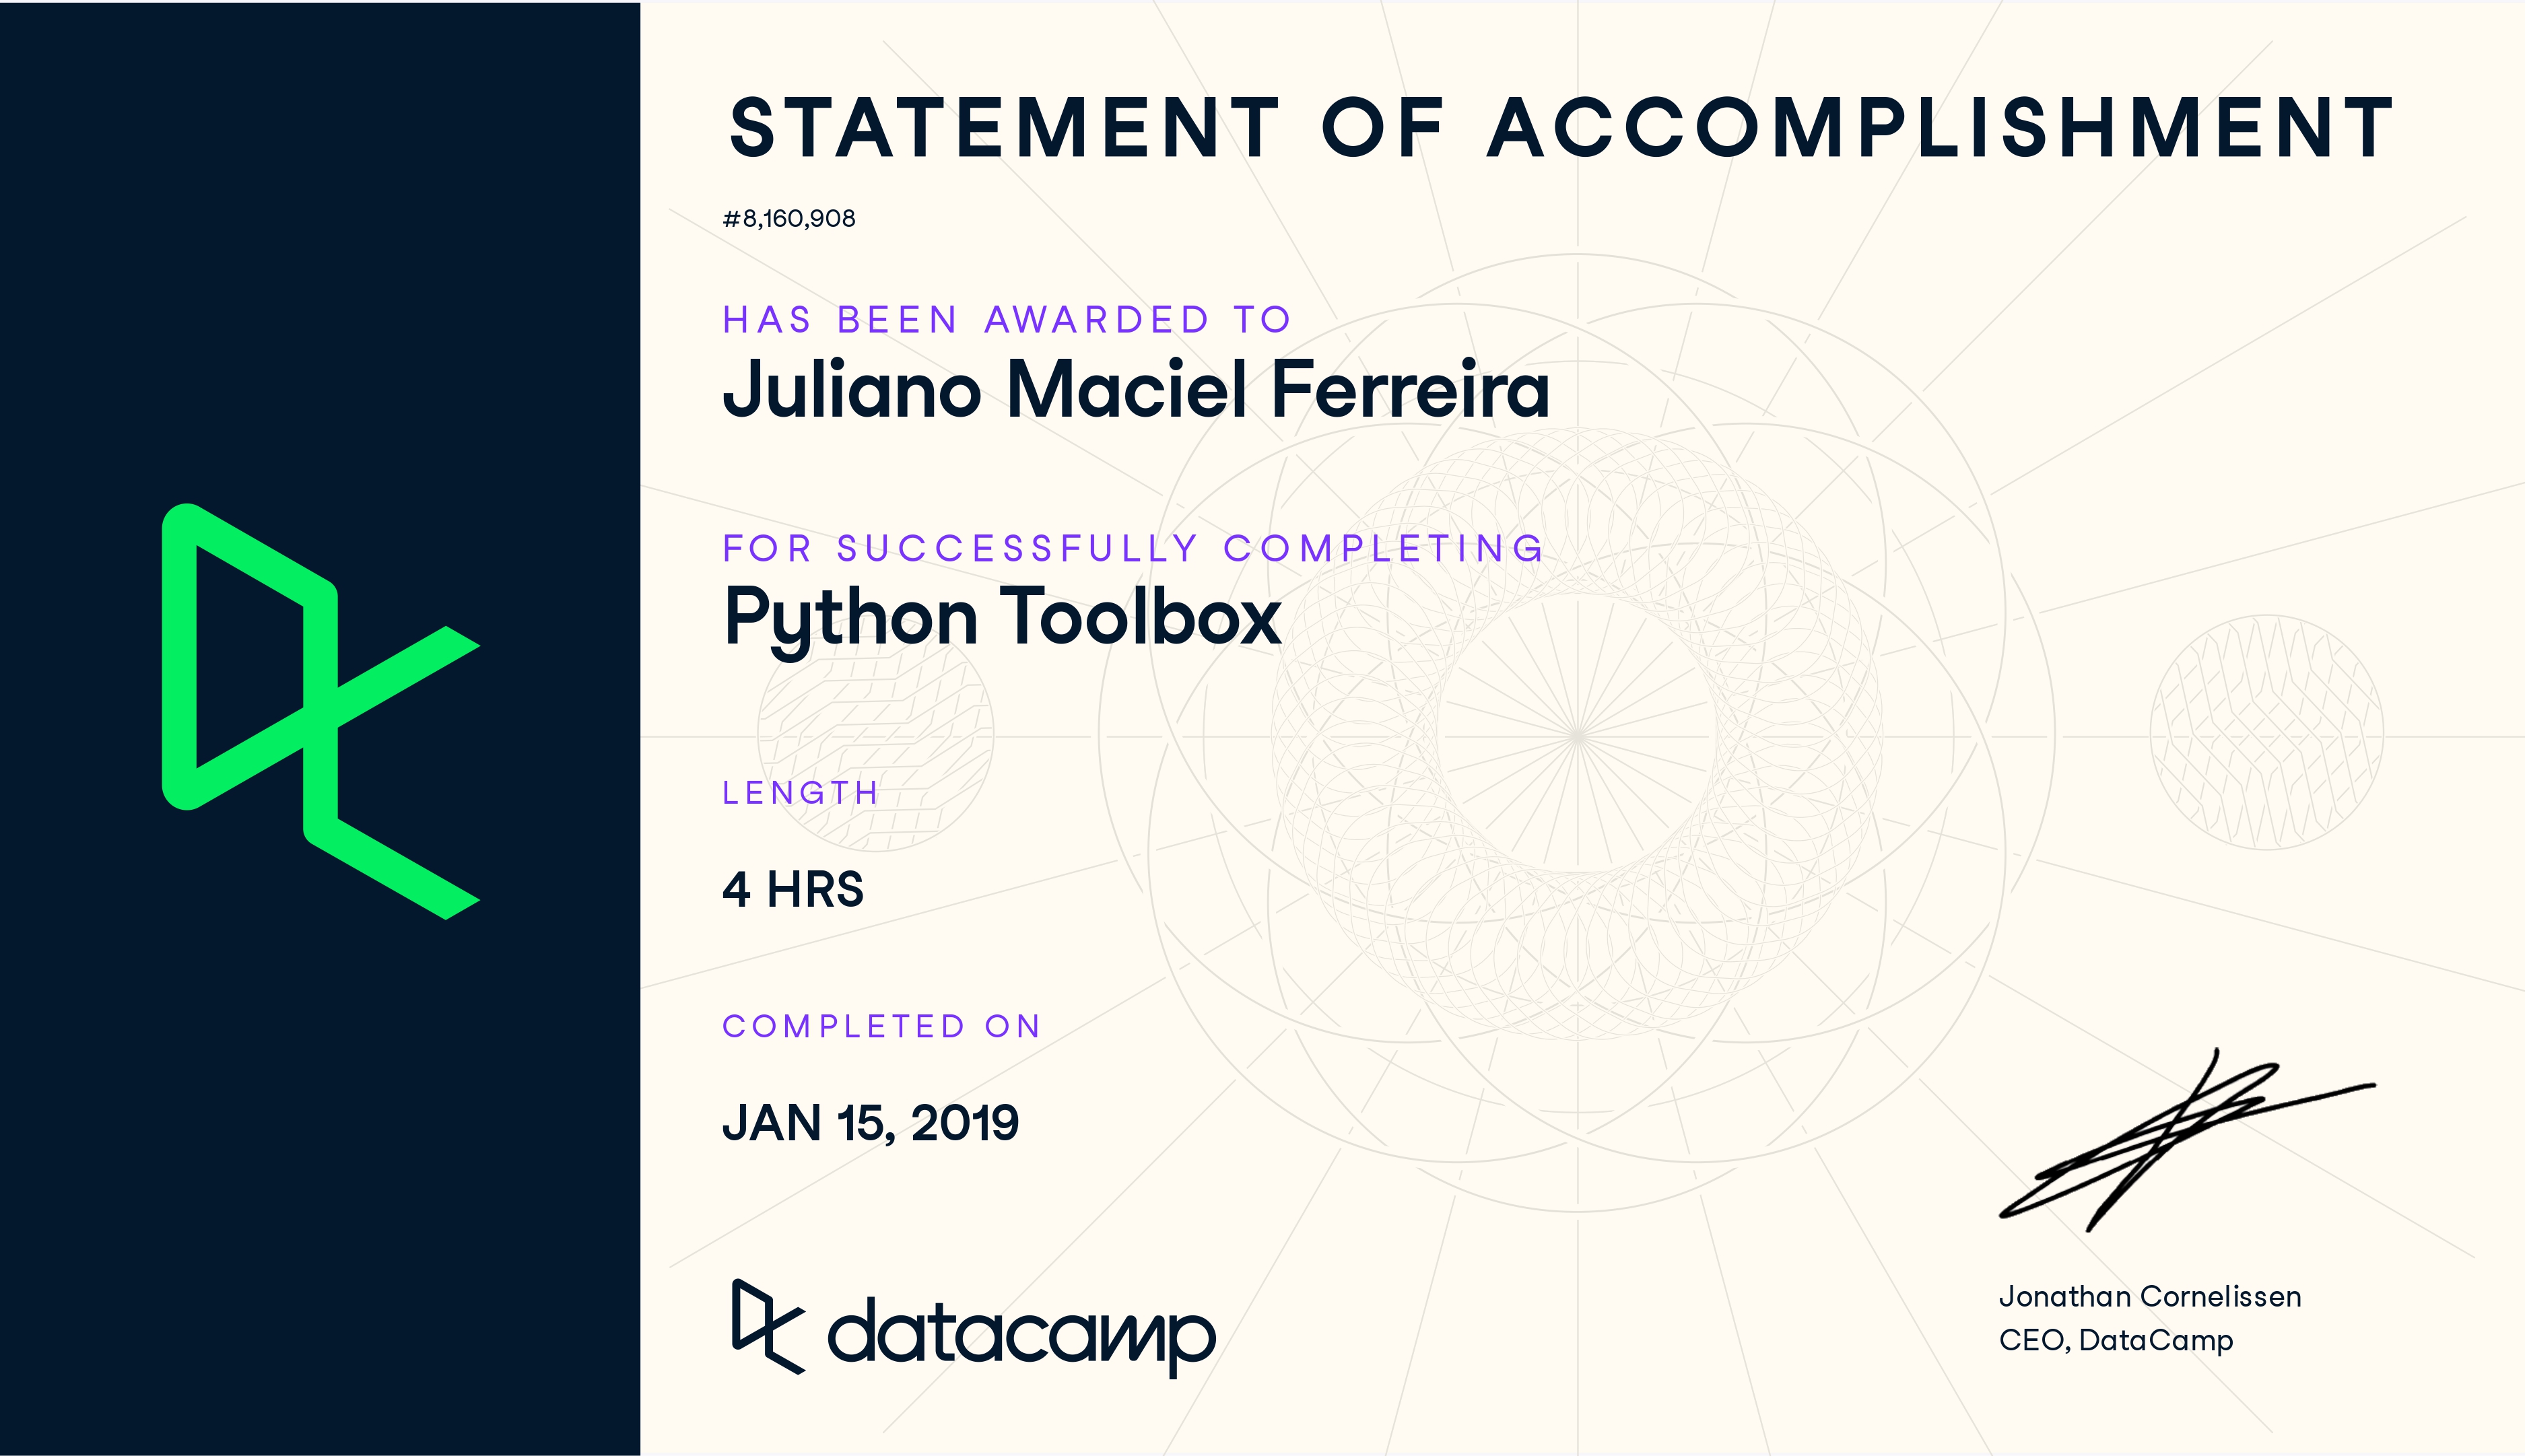 STATEMENT OF ACCOMPLISHMENT
#8,160,908
HAS BEEN AWARDED TO
Juliano Maciel Ferreira
FOR SUCCESSFULLY COMPLETING
Python Toolbox
LENGTH
4 HRS
COMPLETED ON
JAN 15, 2019
datacamp
Jonathan Cornelissen
CEO, DataCamp